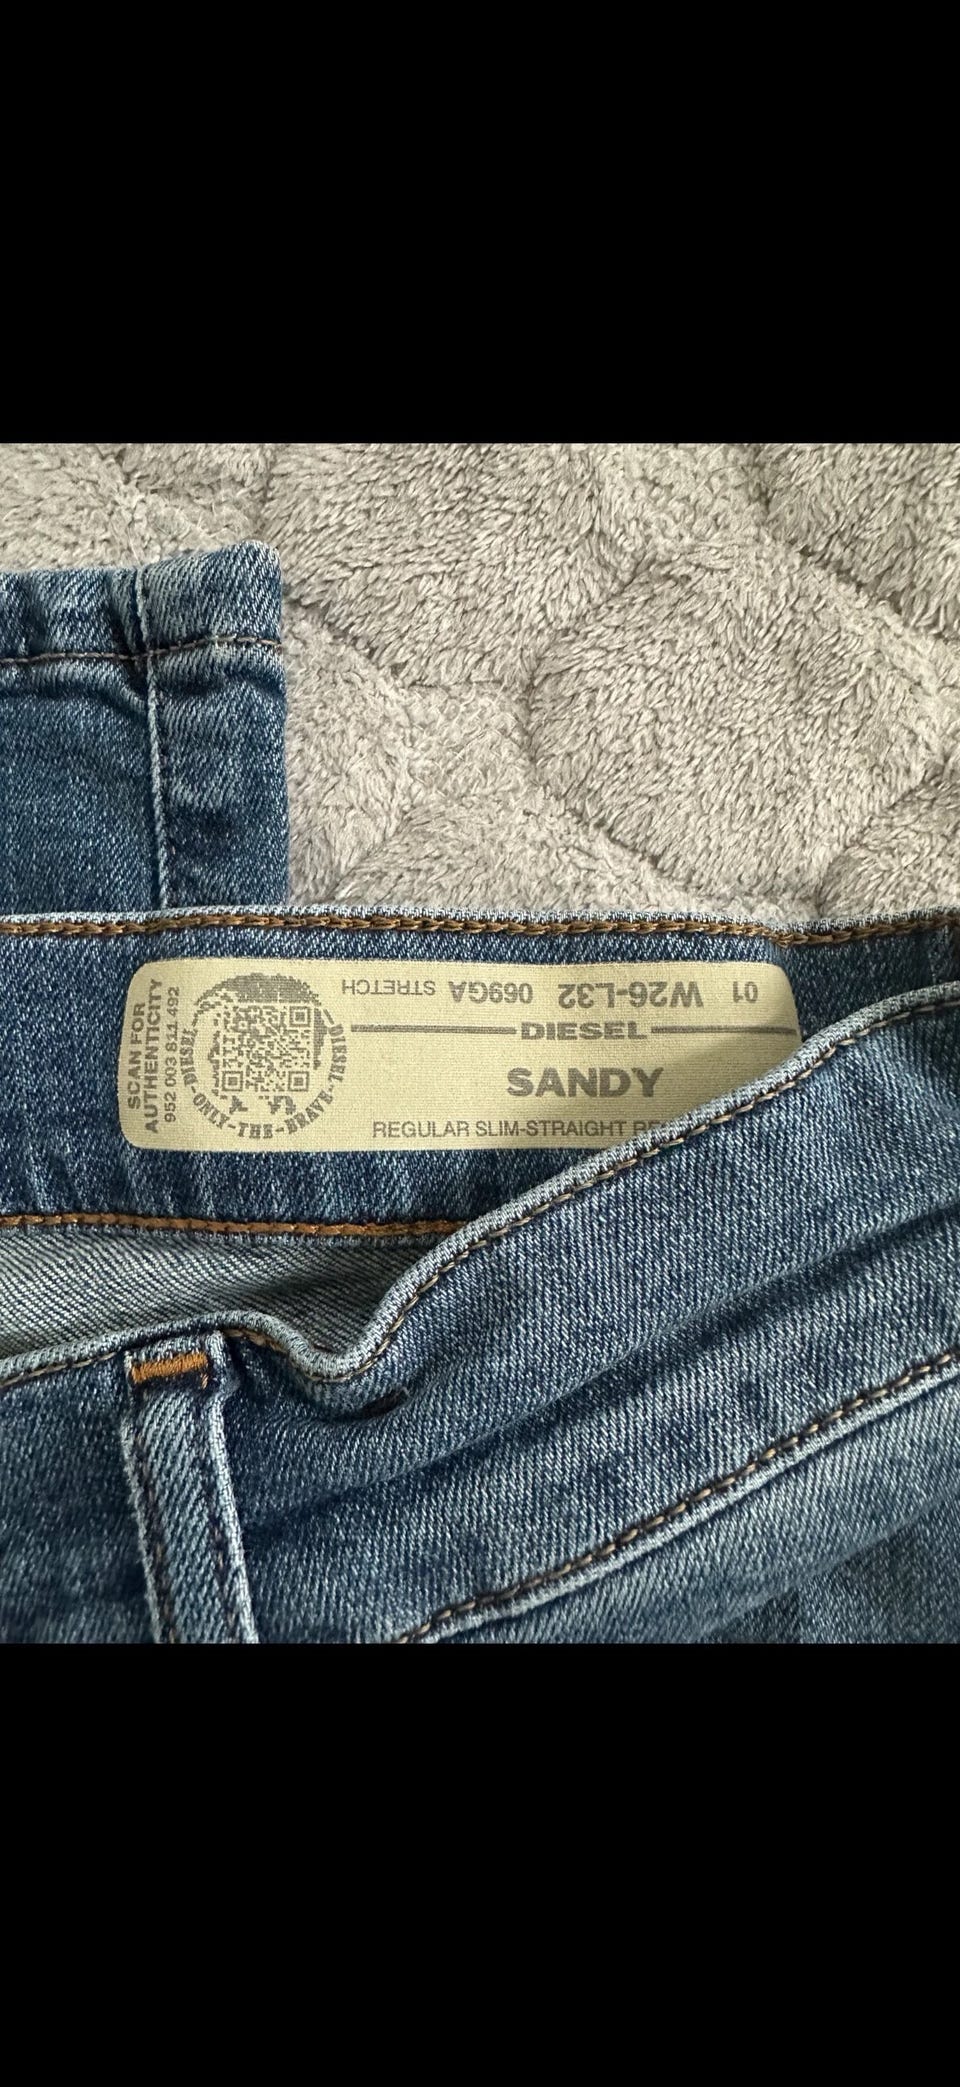 SCAN FOR
AUTHENTICITY
952 003 811 492
DIESEL-ONLY-THE-BRAVE-DIESEL
01 W26-L32 069GA STRETCH
DIESEL
SANDY
REGULAR SLIM-STRAIGHT